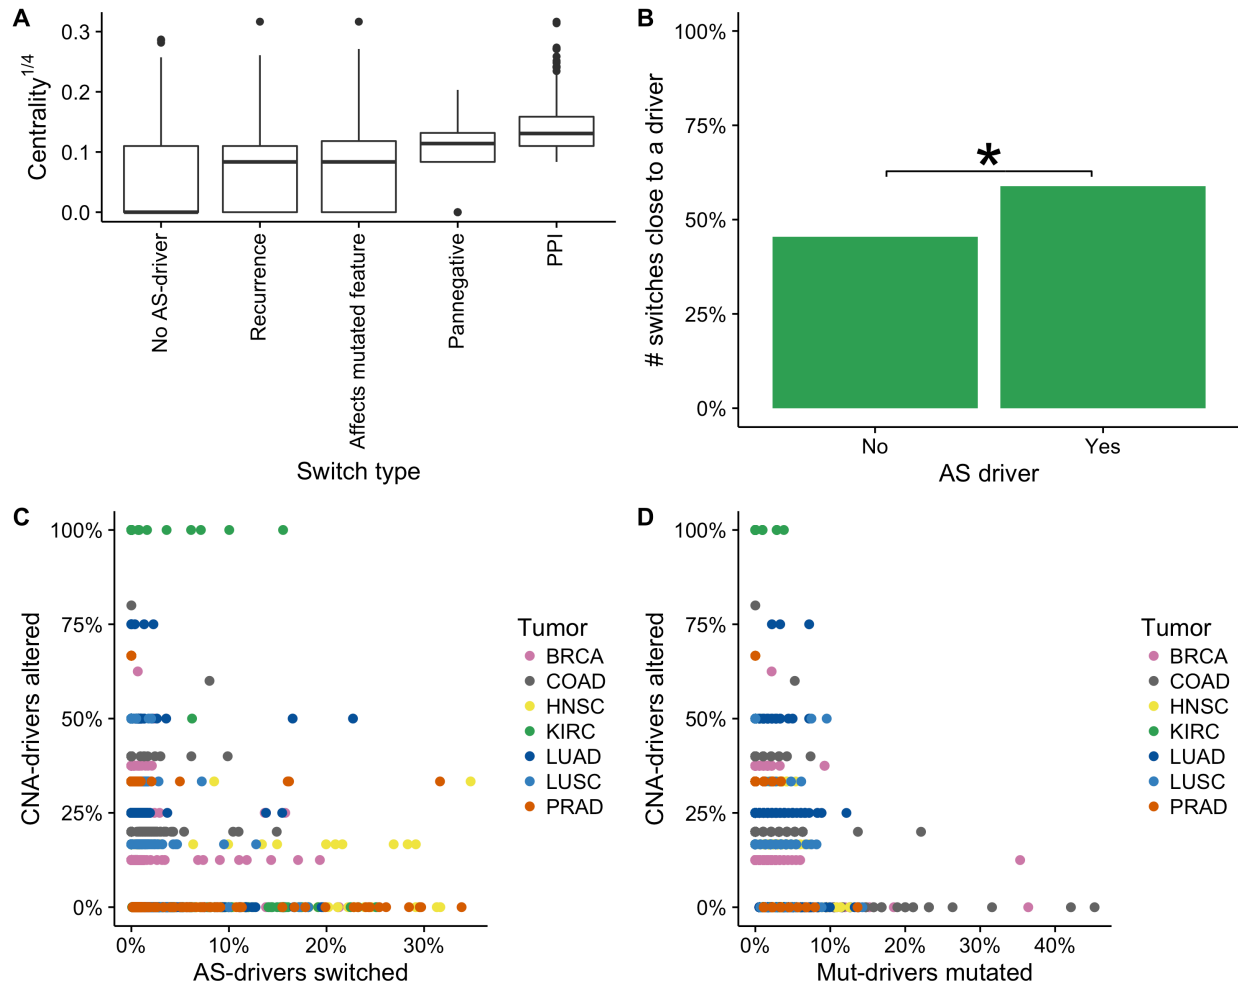 A
Centrality1/4
0.3
0.2
0.1
0.0
No AS-driver
Recurrence
Affects mutated feature
Pannegative
PPI
Switch type
B
# switches close to a driver
100%
75%
50%
25%
0%
*
No
Yes
AS driver
C
CNA-drivers altered
100%
75%
50%
25%
0%
0%
10%
20%
30%
AS-drivers switched
Tumor
BRCA
COAD
HNSC
KIRC
LUAD
LUSC
PRAD
D
CNA-drivers altered
100%
75%
50%
25%
0%
0%
10%
20%
30%
40%
Mut-drivers mutated
Tumor
BRCA
COAD
HNSC
KIRC
LUAD
LUSC
PRAD